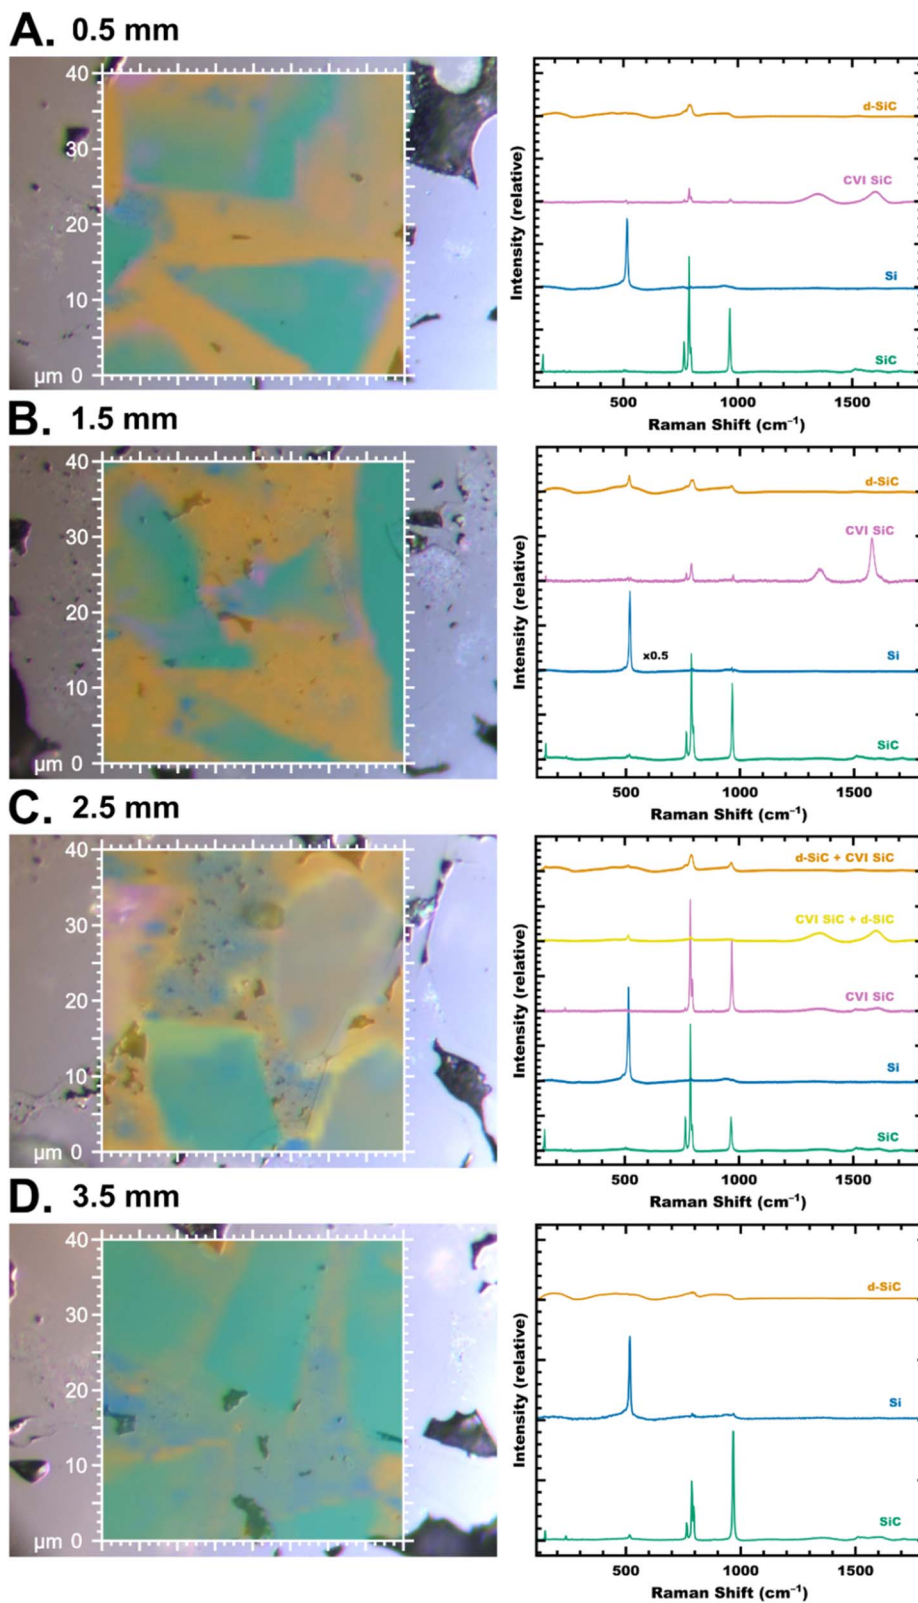 A. 0.5 mm
40
30
20
10
µm 0
Intensity (relative)
d-SiC
CVI SiC
Si
SiC
500 1000 1500
Raman Shift (cm⁻¹)
B. 1.5 mm
40
30
20
10
µm 0
Intensity (relative)
d-SiC
CVI SiC
x0.5
Si
SiC
500 1000 1500
Raman Shift (cm⁻¹)
C. 2.5 mm
40
30
20
10
µm 0
Intensity (relative)
d-SiC + CVI SiC
CVI SiC + d-SiC
CVI SiC
Si
SiC
500 1000 1500
Raman Shift (cm⁻¹)
D. 3.5 mm
40
30
20
10
µm 0
Intensity (relative)
d-SiC
Si
SiC
500 1000 1500
Raman Shift (cm⁻¹)